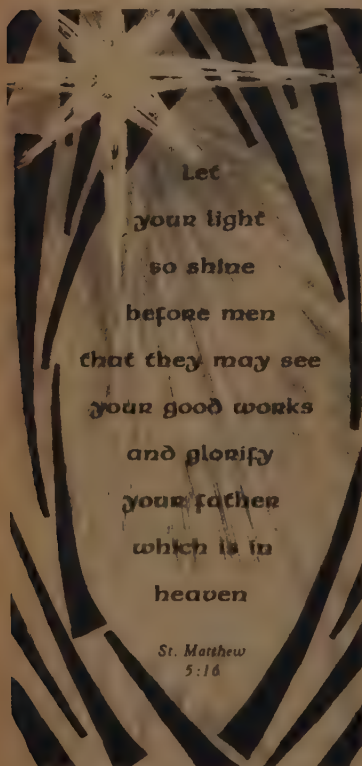 Let
your light
so shine
before men
that they may see
your good works
and glorify
your father
which is in
heaven
St. Matthew
5:16